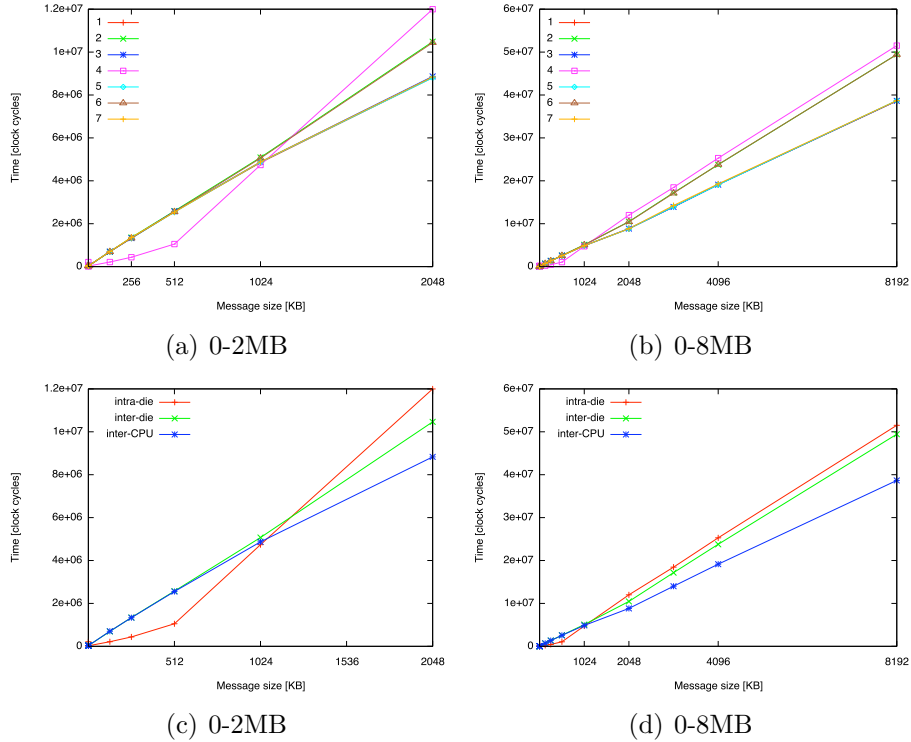 1.2e+07
1e+07
8e+06
6e+06
4e+06
2e+06
0
Time [clock cycles]
1
2
3
4
5
6
7
256
512
1024
2048
Message size [KB]
(a) 0-2MB
6e+07
5e+07
4e+07
3e+07
2e+07
1e+07
0
Time [clock cycles]
1
2
3
4
5
6
7
1024
2048
4096
8192
Message size [KB]
(b) 0-8MB
1.2e+07
1e+07
8e+06
6e+06
4e+06
2e+06
0
Time [clock cycles]
intra-die
inter-die
inter-CPU
512
1024
1536
2048
Message size [KB]
(c) 0-2MB
6e+07
5e+07
4e+07
3e+07
2e+07
1e+07
0
Time [clock cycles]
intra-die
inter-die
inter-CPU
1024
2048
4096
8192
Message size [KB]
(d) 0-8MB